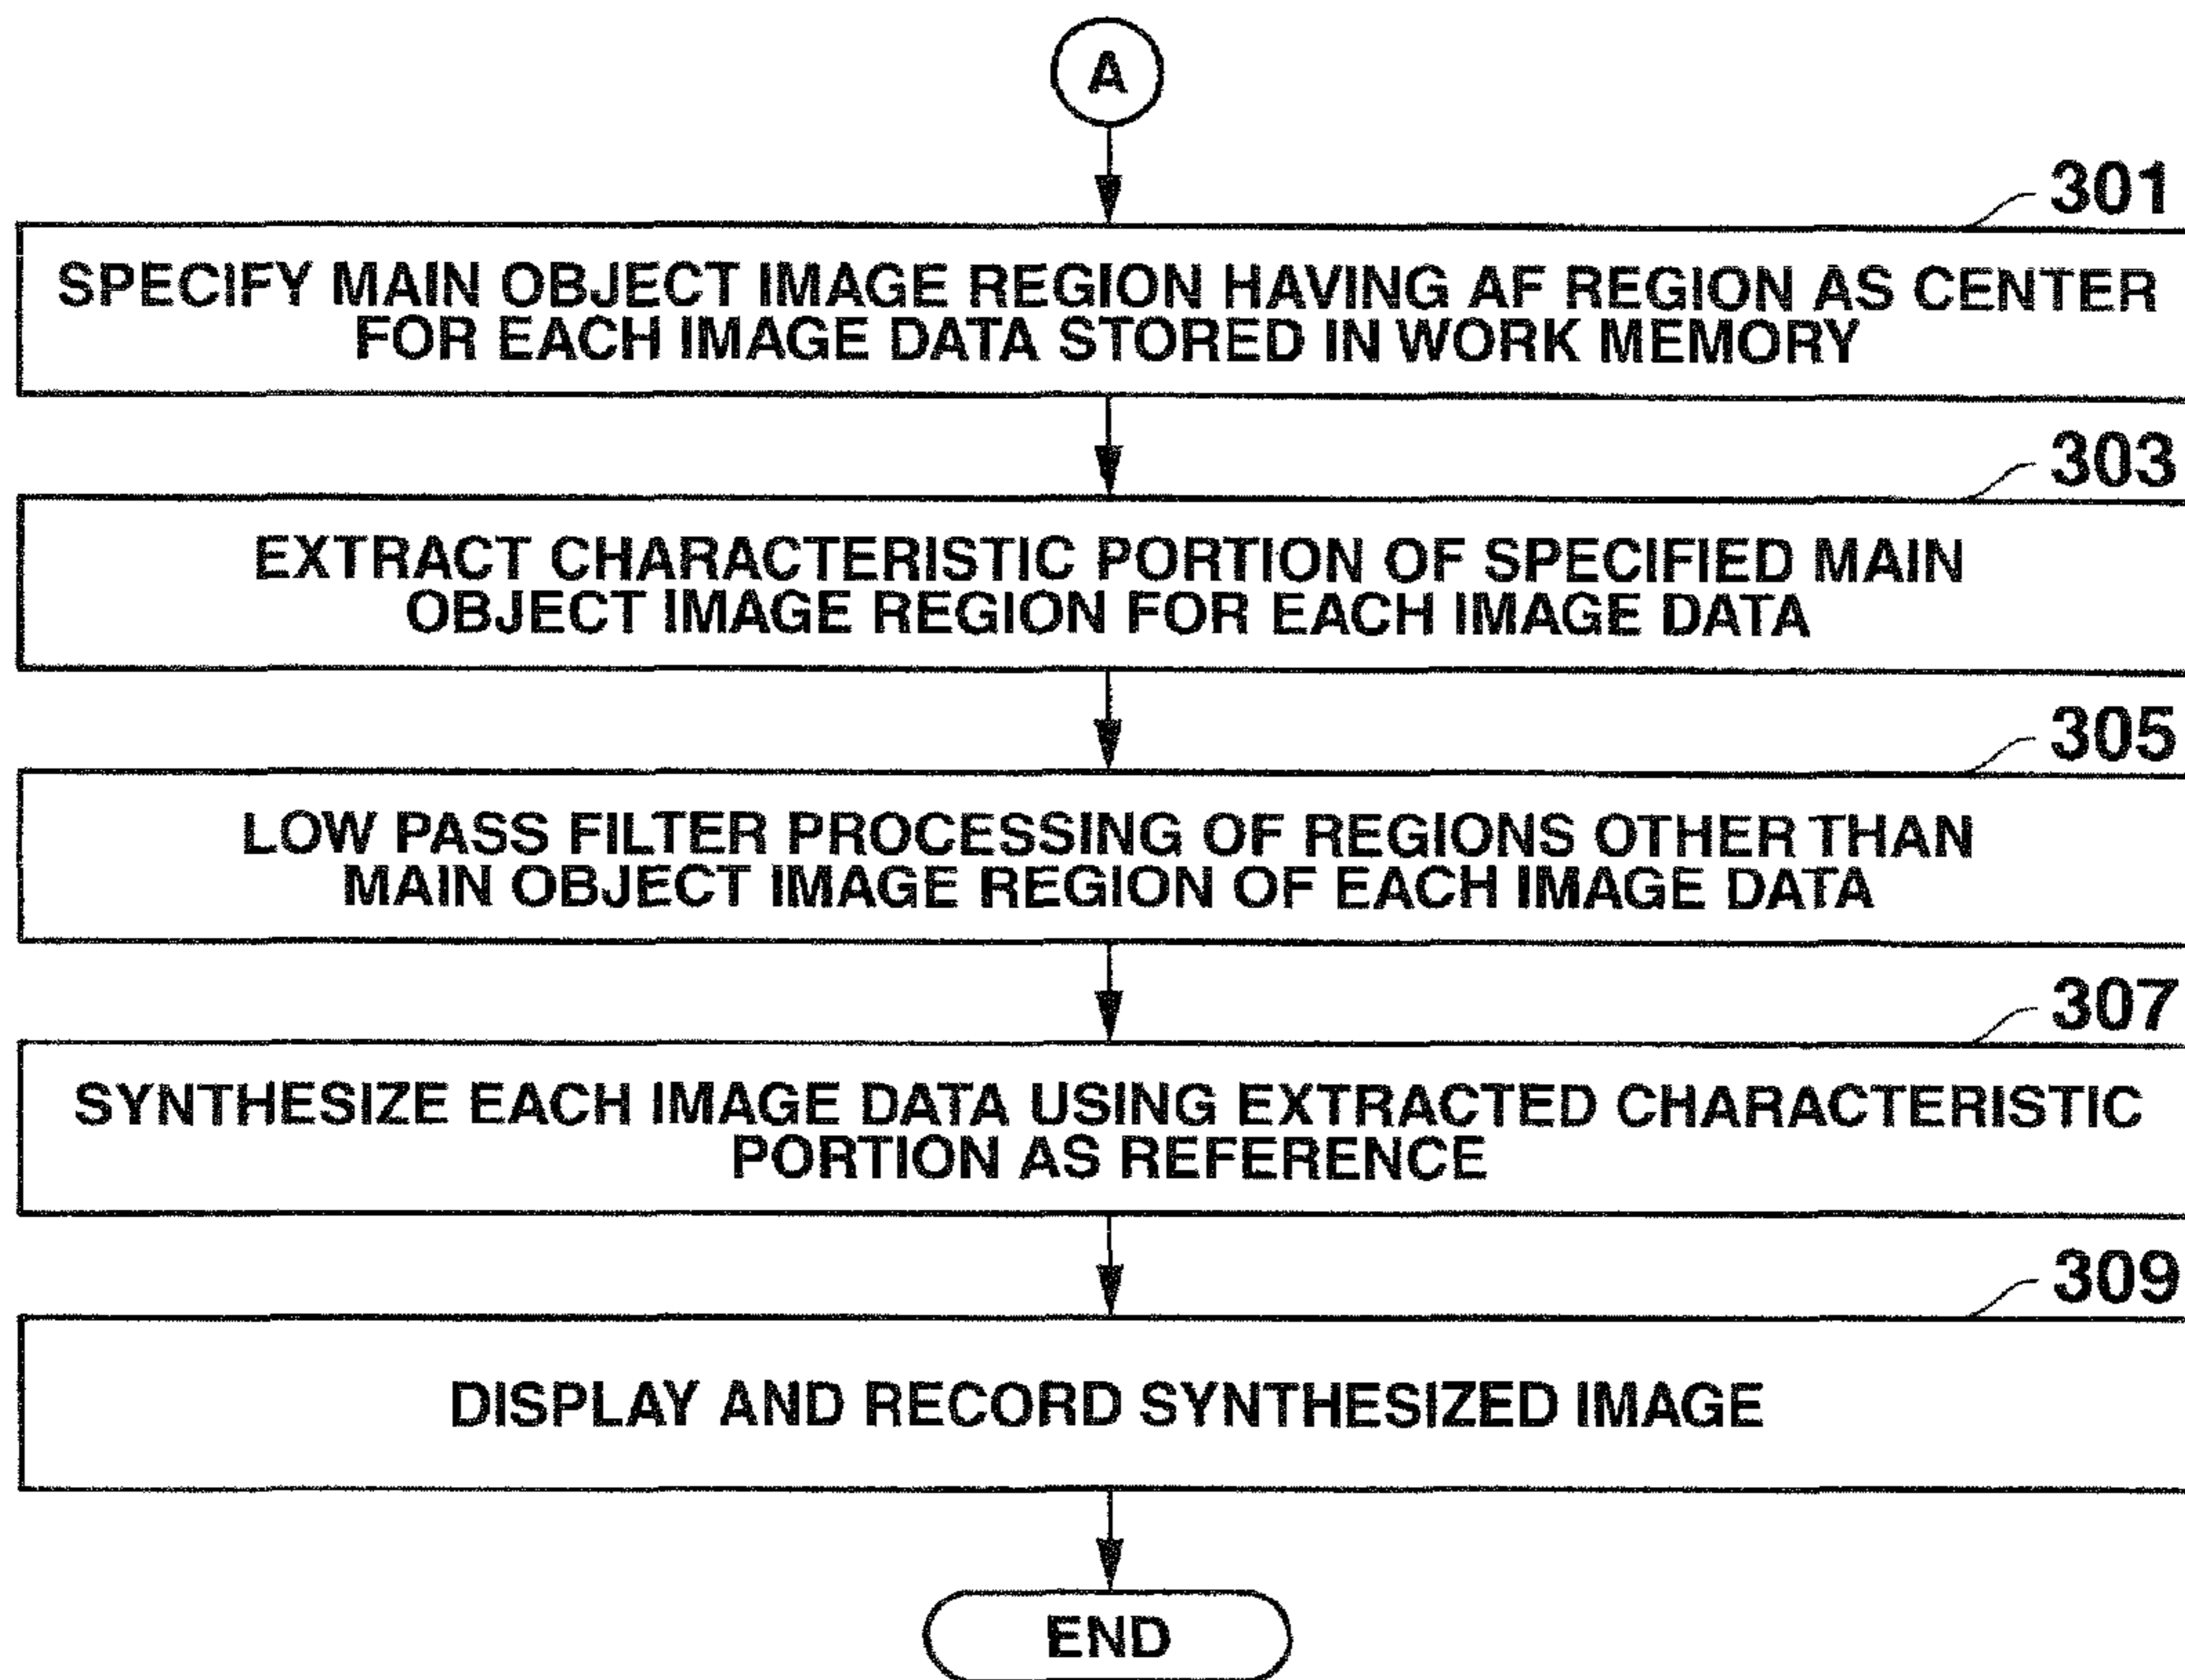 A
301
SPECIFY MAIN OBJECT IMAGE REGION HAVING AF REGION AS CENTER
FOR EACH IMAGE DATA STORED IN WORK MEMORY
303
EXTRACT CHARACTERISTIC PORTION OF SPECIFIED MAIN
OBJECT IMAGE REGION FOR EACH IMAGE DATA
305
LOW PASS FILTER PROCESSING OF REGIONS OTHER THAN
MAIN OBJECT IMAGE REGION OF EACH IMAGE DATA
307
SYNTHESIZE EACH IMAGE DATA USING EXTRACTED CHARACTERISTIC
PORTION AS REFERENCE
309
DISPLAY AND RECORD SYNTHESIZED IMAGE
END